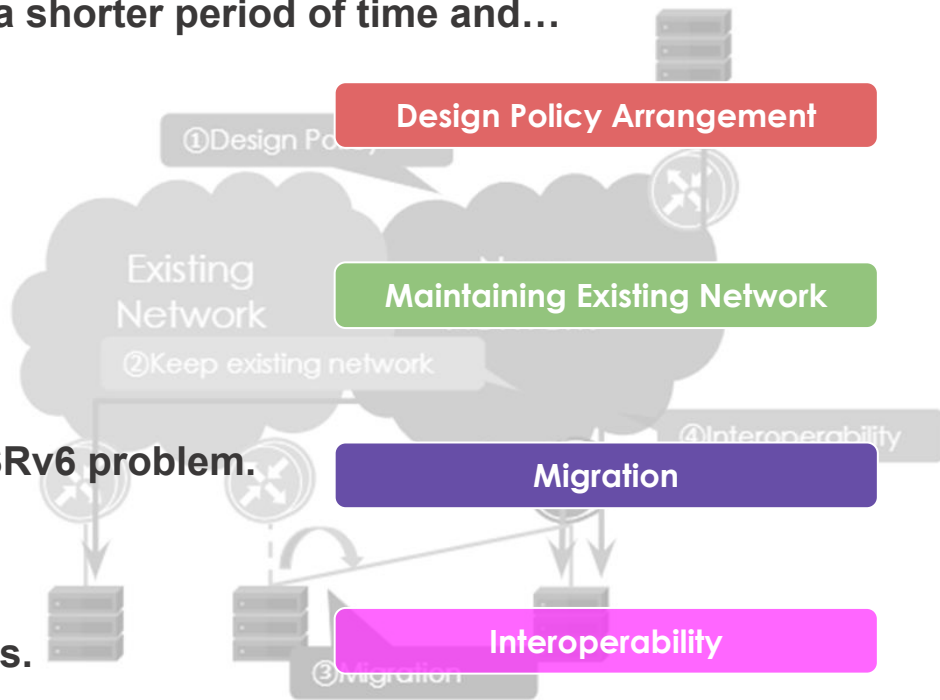 a shorter period of time and…
Design Policy Arrangement
①Design Po
Existing
Network
Maintaining Existing Network
②Keep existing network
④Interoperability
SRv6 problem.
Migration
Interoperability
s.
③Migration